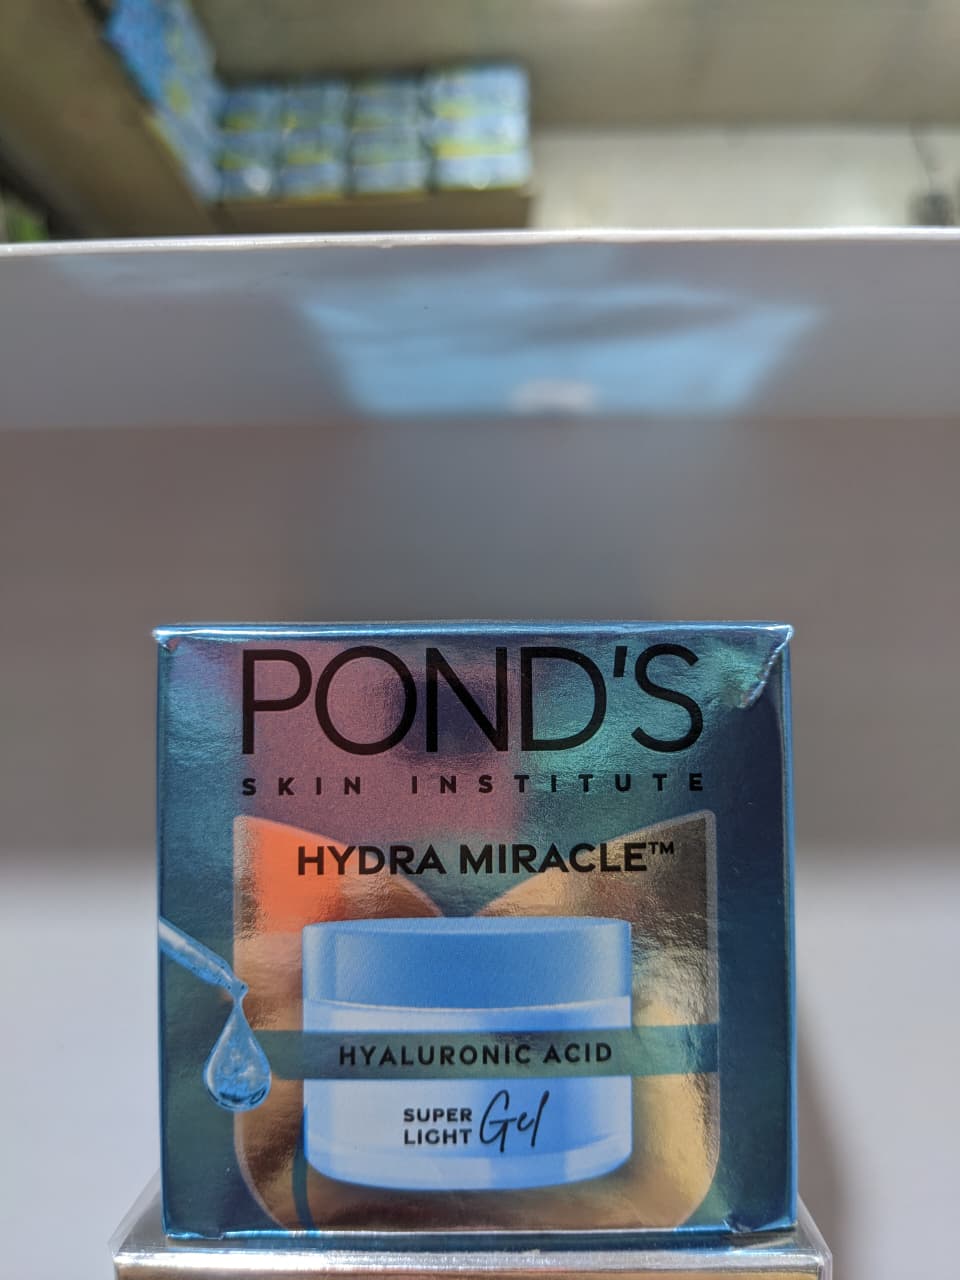 POND'S
SKIN INSTITUTE
HYDRA MIRACLE™
HYALURONIC ACID
SUPER LIGHT Gel